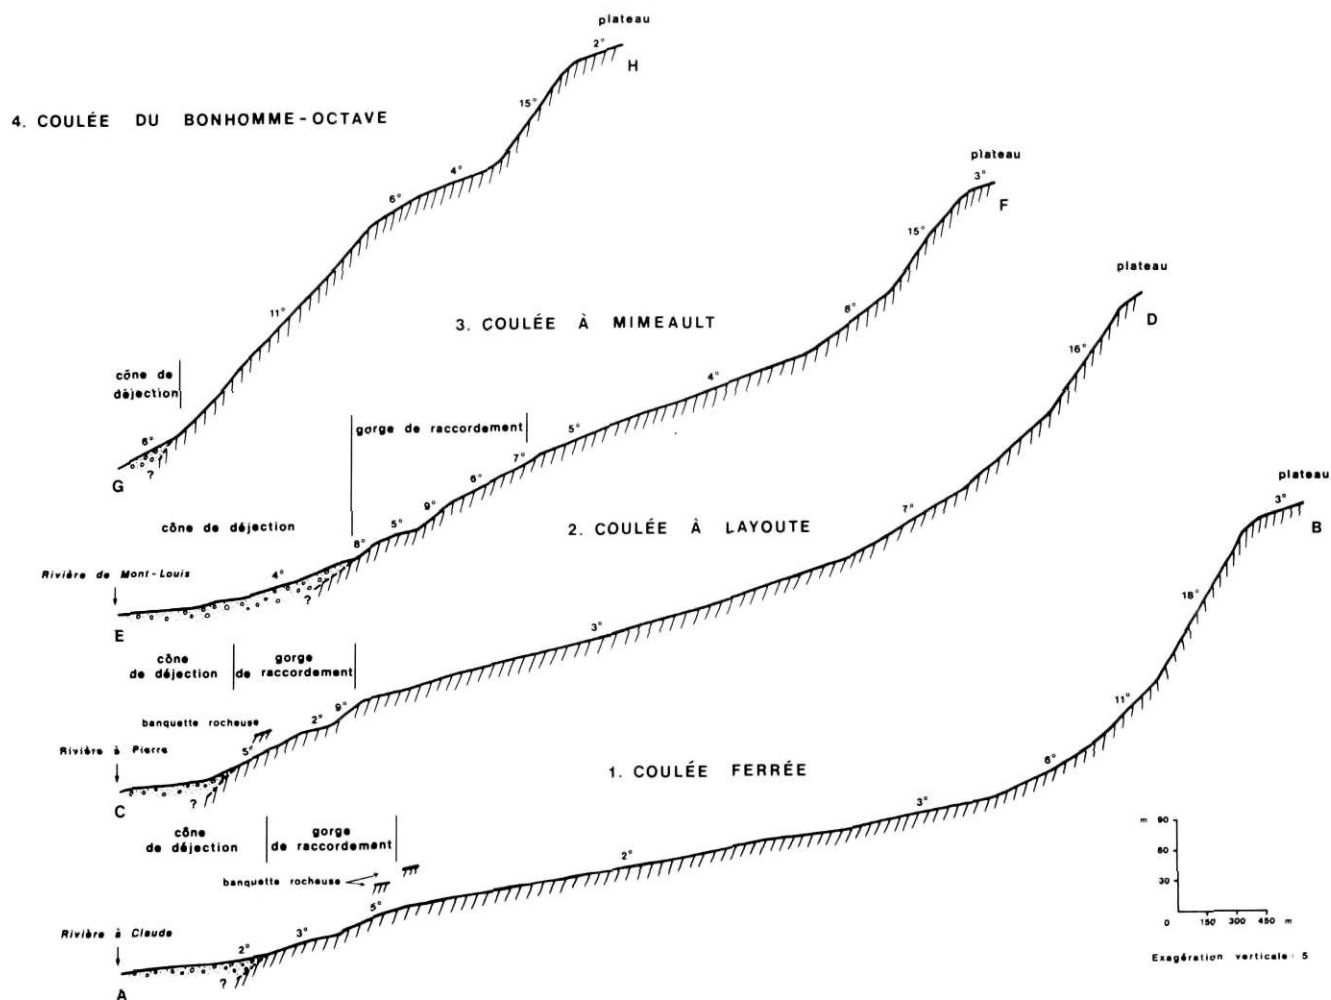 plateau
2°
H
15°
4. COULÉE DU BONHOMME-OCTAVE
4°
6°
11°
cône de
déjection
6°
?
G
plateau
3°
F
15°
8°
3. COULÉE À MIMEAULT
4°
gorge de raccordement
5°
7°
6°
9°
5°
8°
cône de déjection
4°
?
Rivière de Mont-Louis
E
plateau
D
16°
7°
2. COULÉE À LAYOUTE
3°
cône
de déjection
gorge
de raccordement
9°
2°
banquette rocheuse
5°
Rivière à Pierre
?
C
plateau
3°
B
18°
11°
6°
1. COULÉE FERRÉE
3°
2°
cône
de déjection
gorge
de raccordement
banquette rocheuse
5°
3°
2°
Rivière à Claude
?
A
m 90
60
30
0 150 300 450 m
Exagération verticale : 5